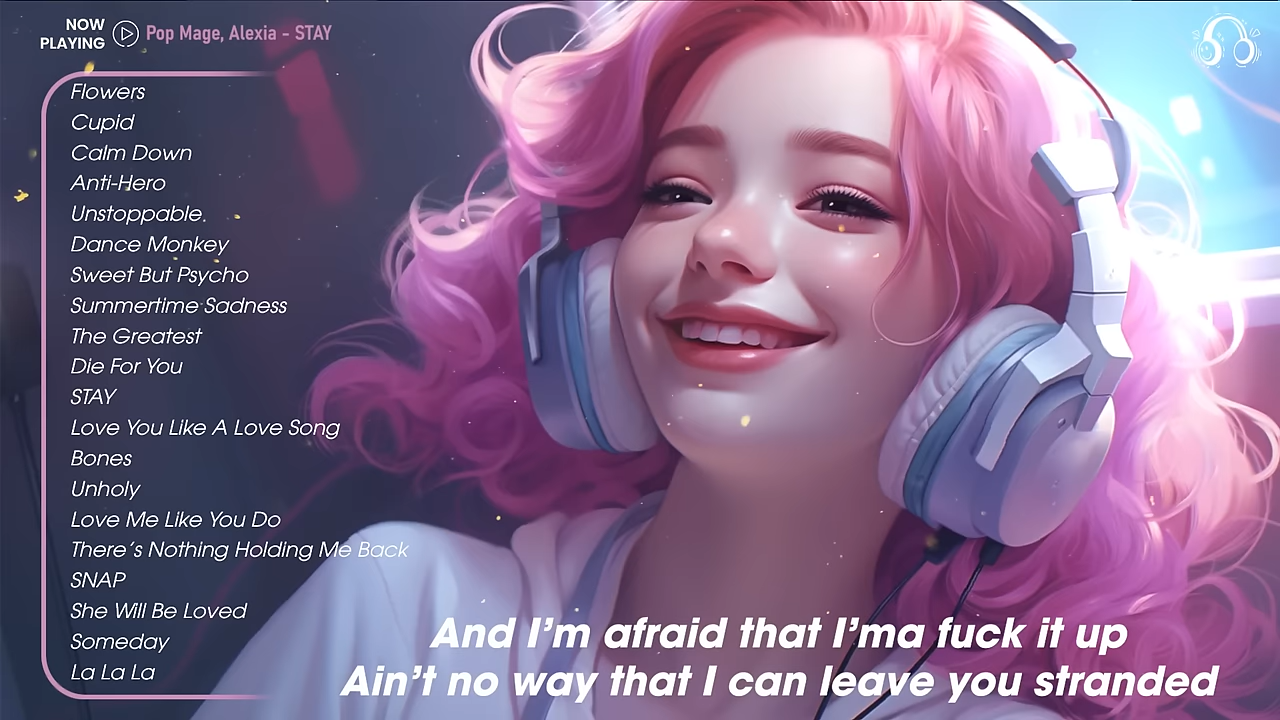 NOW
PLAYING
Pop Mage, Alexia - STAY
Flowers
Cupid
Calm Down
Anti-Hero
Unstoppable
Dance Monkey
Sweet But Psycho
Summertime Sadness
The Greatest
Die For You
STAY
Love You Like A Love Song
Bones
Unholy
Love Me Like You Do
There's Nothing Holding Me Back
SNAP
She Will Be Loved
Someday
La La La
And I'm afraid that I'ma fuck it up
Ain't no way that I can leave you stranded